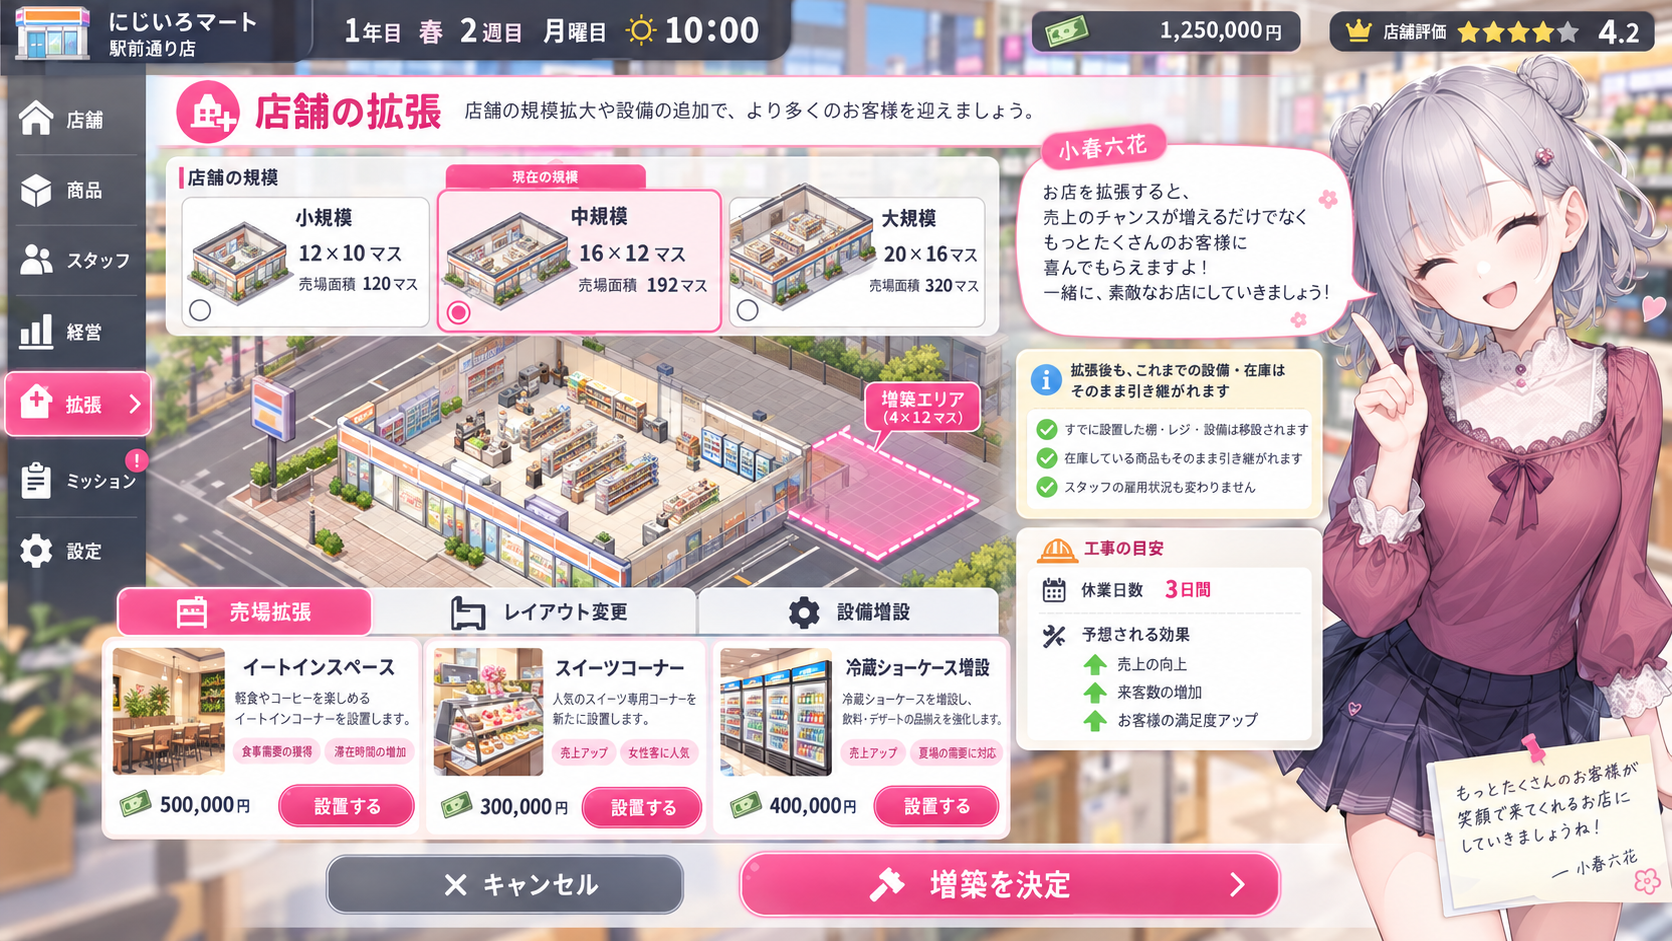 にじいろマート
駅前通り店
1年目 春 2週目 月曜日 10:00
1,250,000円
店舗評価 4.2
店舗
商品
スタッフ
経営
拡張
ミッション
!
設定
店舗の拡張
店舗の規模拡大や設備の追加で、より多くのお客様を迎えましょう。
店舗の規模
小規模
12×10マス
売場面積 120マス
現在の規模
中規模
16×12マス
売場面積 192マス
大規模
20×16マス
売場面積 320マス
増築エリア
(4×12マス)
小春六花
お店を拡張すると、
売上のチャンスが増えるだけでなく
もっとたくさんのお客様に
喜んでもらえますよ!
一緒に、素敵なお店にしていきましょう!
i
拡張後も、これまでの設備・在庫は
そのまま引き継がれます
すでに設置した棚・レジ・設備は移設されます
在庫している商品もそのまま引き継がれます
スタッフの雇用状況も変わりません
工事の目安
休業日数 3日間
予想される効果
売上の向上
来客数の増加
お客様の満足度アップ
売場拡張
レイアウト変更
設備増設
イートインスペース
軽食やコーヒーを楽しめる
イートインコーナーを設置します。
食事需要の獲得
滞在時間の増加
500,000円
設置する
スイーツコーナー
人気のスイーツ専用コーナーを
新たに設置します。
売上アップ
女性客に人気
300,000円
設置する
冷蔵ショーケース増設
冷蔵ショーケースを増設し、
飲料・デザートの品揃えを強化します。
売上アップ
夏場の需要に対応
400,000円
設置する
キャンセル
増築を決定
もっとたくさんのお客様が
笑顔で来てくれるお店に
していきましょうね!
— 小春六花